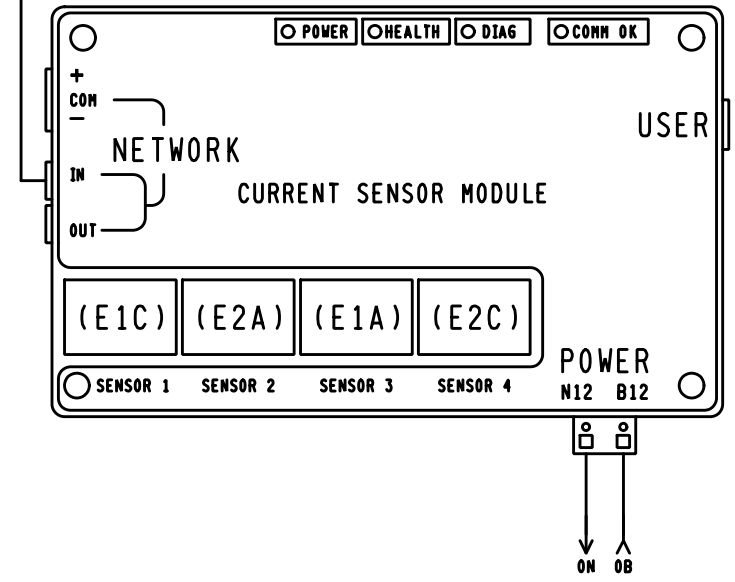 POWER HEALTH DIAG COMM OK
+
COM
–
USER
NETWORK
IN
CURRENT SENSOR MODULE
OUT
(E1C) (E2A) (E1A) (E2C)
POWER
SENSOR 1 SENSOR 2 SENSOR 3 SENSOR 4
N12 B12
ON OB